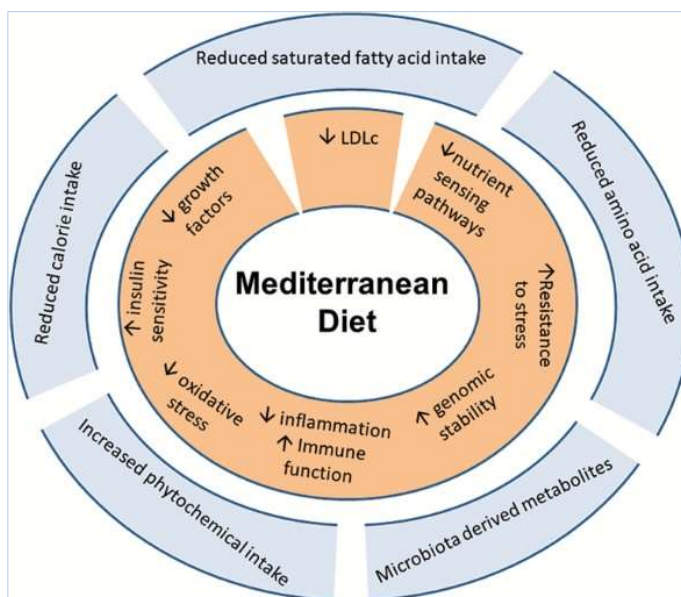 Reduced saturated fatty acid intake
Reduced amino acid intake
Microbiota derived metabolites
Increased phytochemical intake
Reduced calorie intake
↓ LDLc
↓nutrient
sensing
pathways
↑Resistance
to stress
↑ genomic
stability
↓ inflammation
↑ Immune
function
↓ oxidative
stress
↑ insulin
sensitivity
↓ growth
factors
Mediterranean
Diet